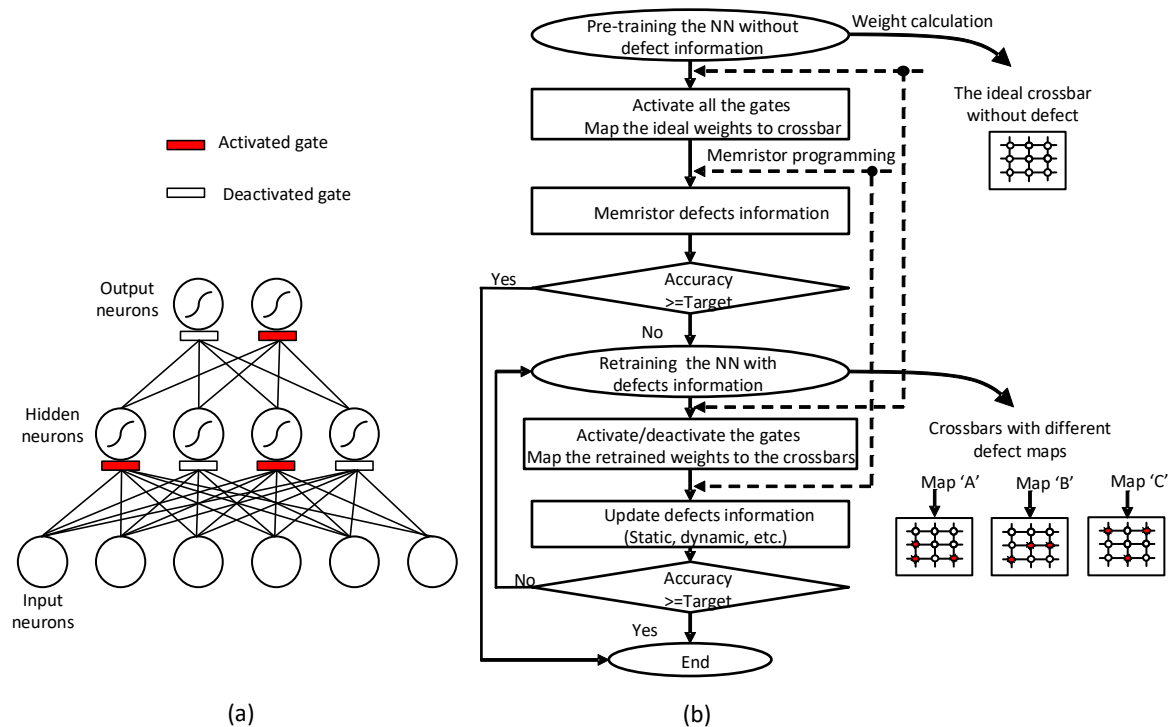 Activated gate
Deactivated gate
Output
neurons
Hidden
neurons
Input
neurons
(a)
Pre-training the NN without
defect information
Weight calculation
The ideal crossbar
without defect
Activate all the gates
Map the ideal weights to crossbar
Memristor programming
Memristor defects information
Yes
Accuracy
>=Target
No
Retraining the NN with
defects information
Activate/deactivate the gates
Map the retrained weights to the crossbars
Crossbars with different
defect maps
Map ‘A’
Map ‘B’
Map ‘C’
Update defects information
(Static, dynamic, etc.)
No
Accuracy
>=Target
Yes
End
(b)